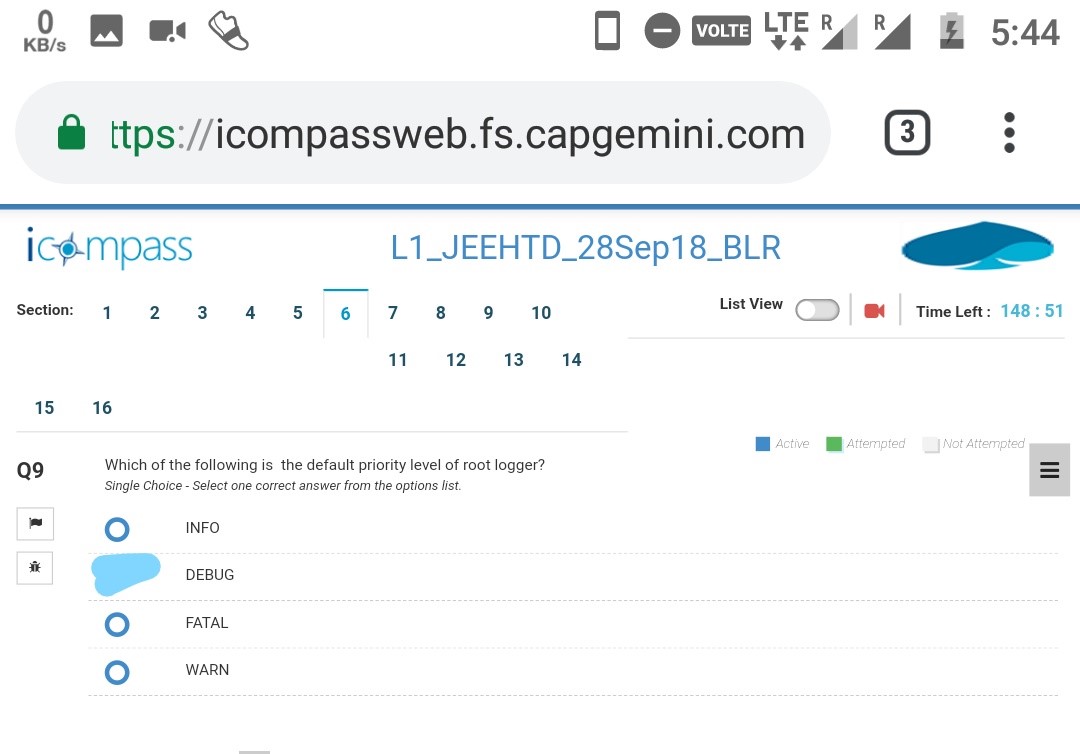 0
KB/s
VOLTE
LTE
R
R
5:44
ttps://icompassweb.fs.capgemini.com
3
icompass
L1_JEEHTD_28Sep18_BLR
Section: 1 2 3 4 5 6 7 8 9 10
List View
Time Left : 148 : 51
11 12 13 14
15 16
Active Attempted Not Attempted
Q9
Which of the following is the default priority level of root logger?
Single Choice - Select one correct answer from the options list.
INFO
DEBUG
FATAL
WARN